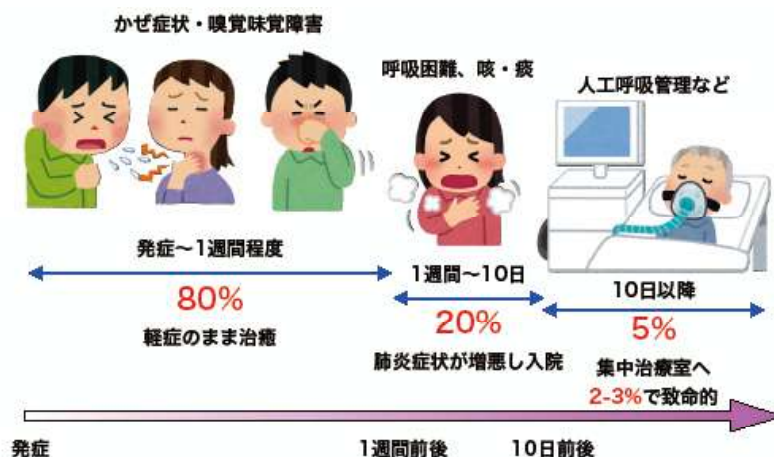 かぜ症状・嗅覚味覚障害
呼吸困難、咳・痰
人工呼吸管理など
発症〜1週間程度
80%
軽症のまま治癒
1週間〜10日
20%
肺炎症状が増悪し入院
10日以降
5%
集中治療室へ
2-3%で致命的
発症
1週間前後
10日前後